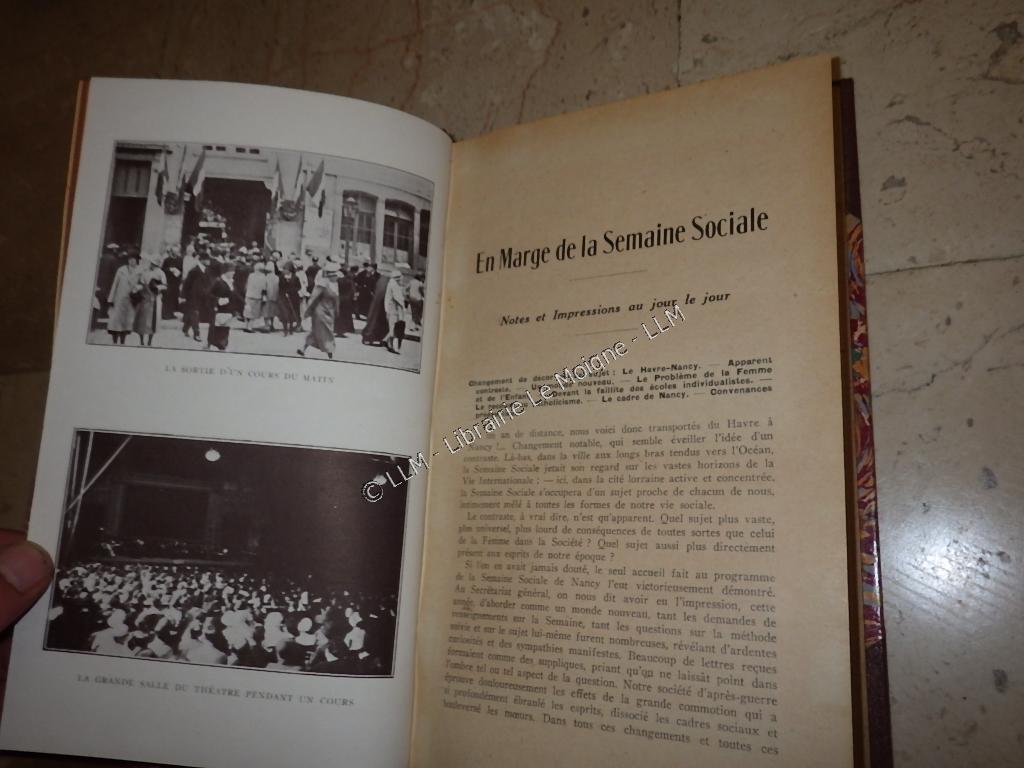 LA SORTIE D'UN COURS DU MATIN
LA GRANDE SALLE DU THÉATRE PENDANT UN COURS
En Marge de la Semaine Sociale
Notes et Impressions au jour le jour
Changement de décor sujet : Le Havre-Nancy. — Apparent
contraste. — nouveau. — Le Problème de la Femme
et de l'Enfant Devant la faillite des écoles individualistes. —
Le catholicisme. — Le cadre de Nancy. — Convenances
an de distance, nous voici donc transportés du Havre à
Nancy !.. Changement notable, qui semble éveiller l'idée d'un
contraste. Là-bas, dans la ville aux longs bras tendus vers l'Océan,
la Semaine Sociale jetait son regard sur les vastes horizons de la
Vie Internationale ; — ici, dans la cité lorraine active et concentrée,
la Semaine Sociale s'occupera d'un sujet proche de chacun de nous,
intimement mêlé à toutes les formes de notre vie sociale.
Le contraste, à vrai dire, n'est qu'apparent. Quel sujet plus vaste,
plus universel, plus lourd de conséquences de toutes sortes que celui
de la Femme dans la Société ? Quel sujet aussi plus directement
présent aux esprits de notre époque ?
Si l'on en avait jamais douté, le seul accueil fait au programme
de la Semaine Sociale de Nancy l'eut victorieusement démontré.
Au Secrétariat général, on nous dit avoir eu l'impression, cette
année, d'aborder comme un monde nouveau, tant les demandes de
renseignements sur la Semaine, tant les questions sur la méthode
suivie et sur le sujet lui-même furent nombreuses, révélant d'ardentes
curiosités et des sympathies manifestes. Beaucoup de lettres reçues
formaient comme des suppliques, priant qu'on ne laissât point dans
l'ombre tel ou tel aspect de la question. Notre société d'après-guerre
éprouve douloureusement les effets de la grande commotion qui a
si profondément ébranlé les esprits, dissocié les cadres sociaux et
bouleversé les mœurs. Dans tous ces changements et toutes ces
© LLM - Librairie Le Moigne - LLM